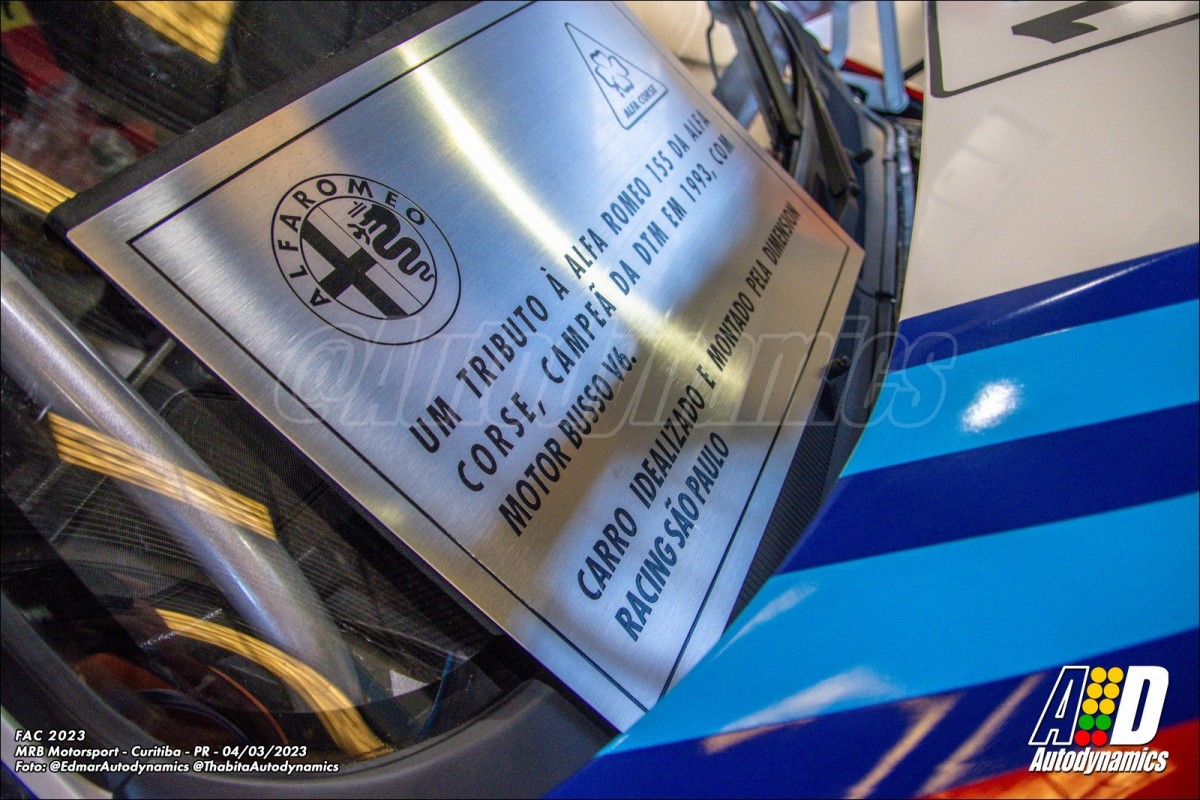 ALFA CORSE
ALFA ROMEO
UM TRIBUTO À ALFA ROMEO 155 DA ALFA
CORSE, CAMPEÃ DA DTM EM 1993, COM
MOTOR BUSSO V6.
CARRO IDEALIZADO E MONTADO PELA DIMENSION
RACING SÃO PAULO
@Autodynamics
FAC 2023
MRB Motorsport - Curitiba - PR - 04/03/2023
Foto: @EdmarAutodynamics @ThabitaAutodynamics
AD
Autodynamics